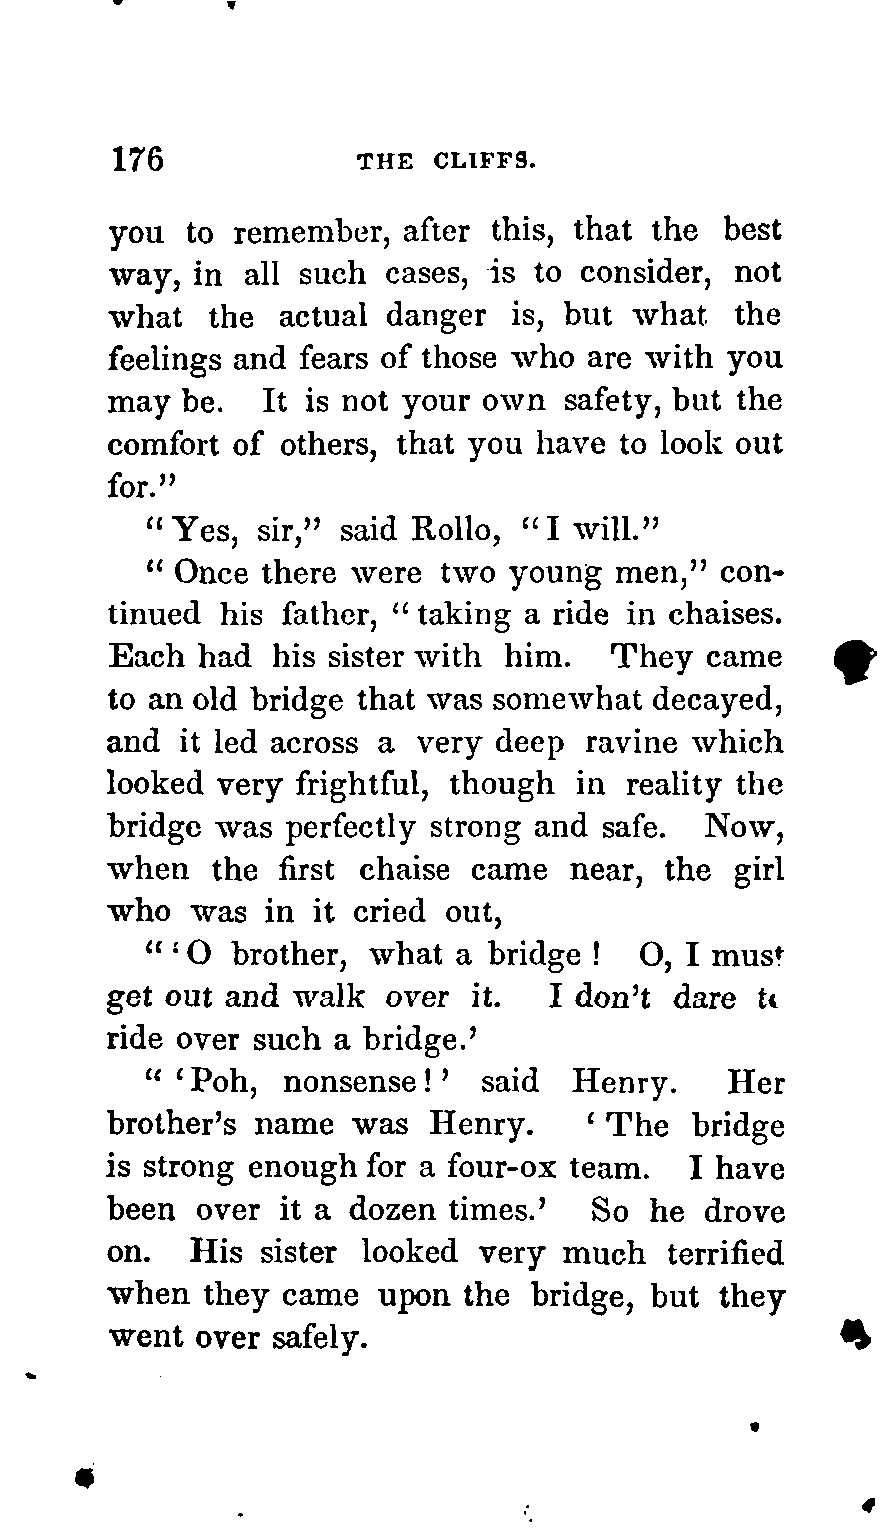 176 THE CLIFFS.
you to remember, after this, that the best
way, in all such cases, is to consider, not
what the actual danger is, but what the
feelings and fears of those who are with you
may be. It is not your own safety, but the
comfort of others, that you have to look out
for.”
“ Yes, sir,” said Rollo, “ I will.”
“ Once there were two young men,” con-
tinued his father, “ taking a ride in chaises.
Each had his sister with him. They came
to an old bridge that was somewhat decayed,
and it led across a very deep ravine which
looked very frightful, though in reality the
bridge was perfectly strong and safe. Now,
when the first chaise came near, the girl
who was in it cried out,
“ ‘ O brother, what a bridge ! O, I must
get out and walk over it. I don’t dare
ride over such a bridge.’
“ ‘ Poh, nonsense ! ’ said Henry. Her
brother’s name was Henry. ‘ The bridge
is strong enough for a four-ox team. I have
been over it a dozen times.’ So he drove
on. His sister looked very much terrified
when they came upon the bridge, but they
went over safely.